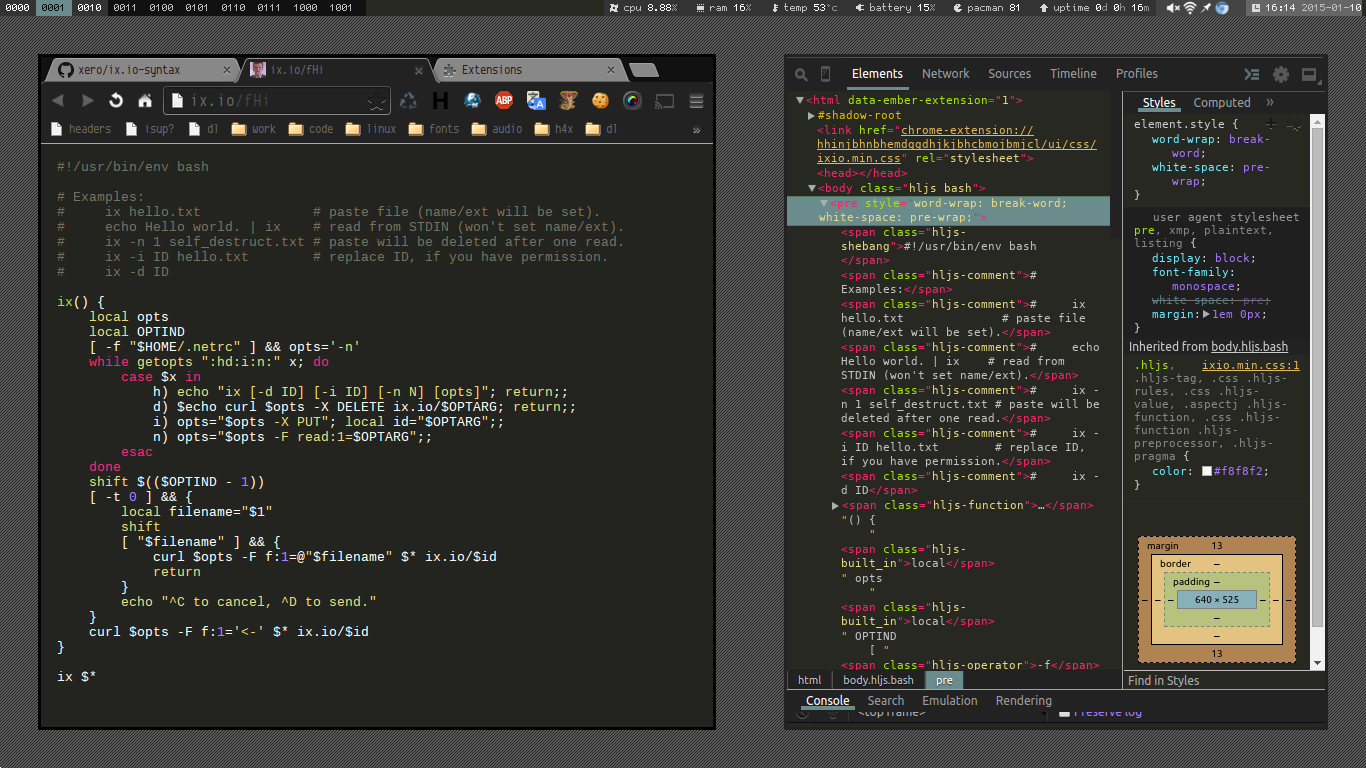 0000 0001 0010 0011 0100 0101 0110 0111 1000 1001
cpu 8.88% ram 16% temp 53°c battery 15% pacman 81 uptime 0d 0h 16m 16:14 2015-01-10
xero/ix.io-syntax × ix.io/fHi × Extensions ×
ix.io/fHi
headers isup? dl work code linux fonts audio h4x dl »
#!/usr/bin/env bash
# Examples:
#     ix hello.txt              # paste file (name/ext will be set).
#     echo Hello world. | ix    # read from STDIN (won't set name/ext).
#     ix -n 1 self_destruct.txt # paste will be deleted after one read.
#     ix -i ID hello.txt        # replace ID, if you have permission.
#     ix -d ID
ix() {
    local opts
    local OPTIND
    [ -f "$HOME/.netrc" ] && opts='-n'
    while getopts ":hd:i:n:" x; do
        case $x in
            h) echo "ix [-d ID] [-i ID] [-n N] [opts]"; return;;
            d) $echo curl $opts -X DELETE ix.io/$OPTARG; return;;
            i) opts="$opts -X PUT"; local id="$OPTARG";;
            n) opts="$opts -F read:1=$OPTARG";;
        esac
    done
    shift $(($OPTIND - 1))
    [ -t 0 ] && {
        local filename="$1"
        shift
        [ "$filename" ] && {
            curl $opts -F f:1=@"$filename" $* ix.io/$id
            return
        }
        echo "^C to cancel, ^D to send."
    }
    curl $opts -F f:1='<-' $* ix.io/$id
}
ix $*
Elements Network Sources Timeline Profiles
<html data-ember-extension="1">
#shadow-root
<link href="chrome-extension://
hhinjbhnbhemdgdhjkjbhcbmojbmjcl/ui/css/
ixio.min.css" rel="stylesheet">
<head></head>
<body class="hljs bash">
<pre style="word-wrap: break-word;
white-space: pre-wrap;">
<span class="hljs-
shebang">#!/usr/bin/env bash
</span>
<span class="hljs-comment">#
Examples:</span>
<span class="hljs-comment">#     ix
hello.txt              # paste file
(name/ext will be set).</span>
<span class="hljs-comment">#     echo
Hello world. | ix    # read from
STDIN (won't set name/ext).</span>
<span class="hljs-comment">#     ix -
n 1 self_destruct.txt # paste will be
deleted after one read.</span>
<span class="hljs-comment">#     ix -
i ID hello.txt        # replace ID,
if you have permission.</span>
<span class="hljs-comment">#     ix -
d ID</span>
<span class="hljs-function">…</span>
"() {
"
<span class="hljs-
built_in">local</span>
" opts
"
<span class="hljs-
built_in">local</span>
" OPTIND
[ "
<span class="hljs-operator">-f</span>
html body.hljs.bash pre
Styles Computed »
element.style {
word-wrap: break-
word;
white-space: pre-
wrap;
}
user agent stylesheet
pre, xmp, plaintext,
listing {
display: block;
font-family:
monospace;
white-space: pre;
margin: 1em 0px;
}
Inherited from body.hljs.bash
.hljs, ixio.min.css:1
.hljs-tag, .css .hljs-
rules, .css .hljs-
value, .aspectj .hljs-
function, .css
.function .hljs-
preprocessor, .hljs-
pragma {
color: #f8f8f2;
}
margin 13
border –
padding –
– – – 640 × 525 – – –
–
–
13
Find in Styles
Console Search Emulation Rendering
<top frame> Preserve log